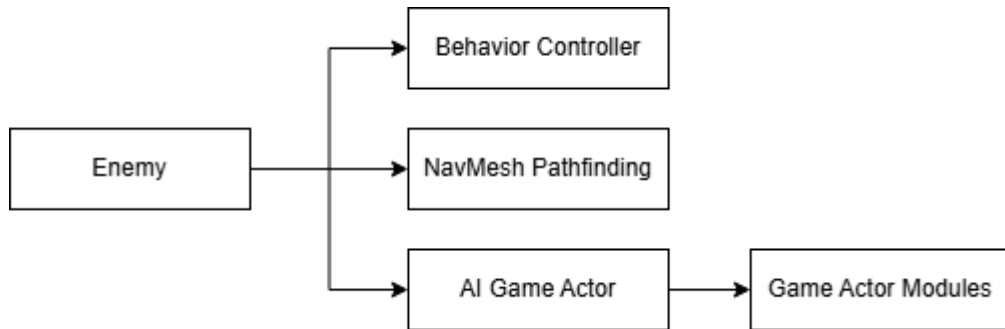 Behavior Controller
Enemy
NavMesh Pathfinding
AI Game Actor
Game Actor Modules